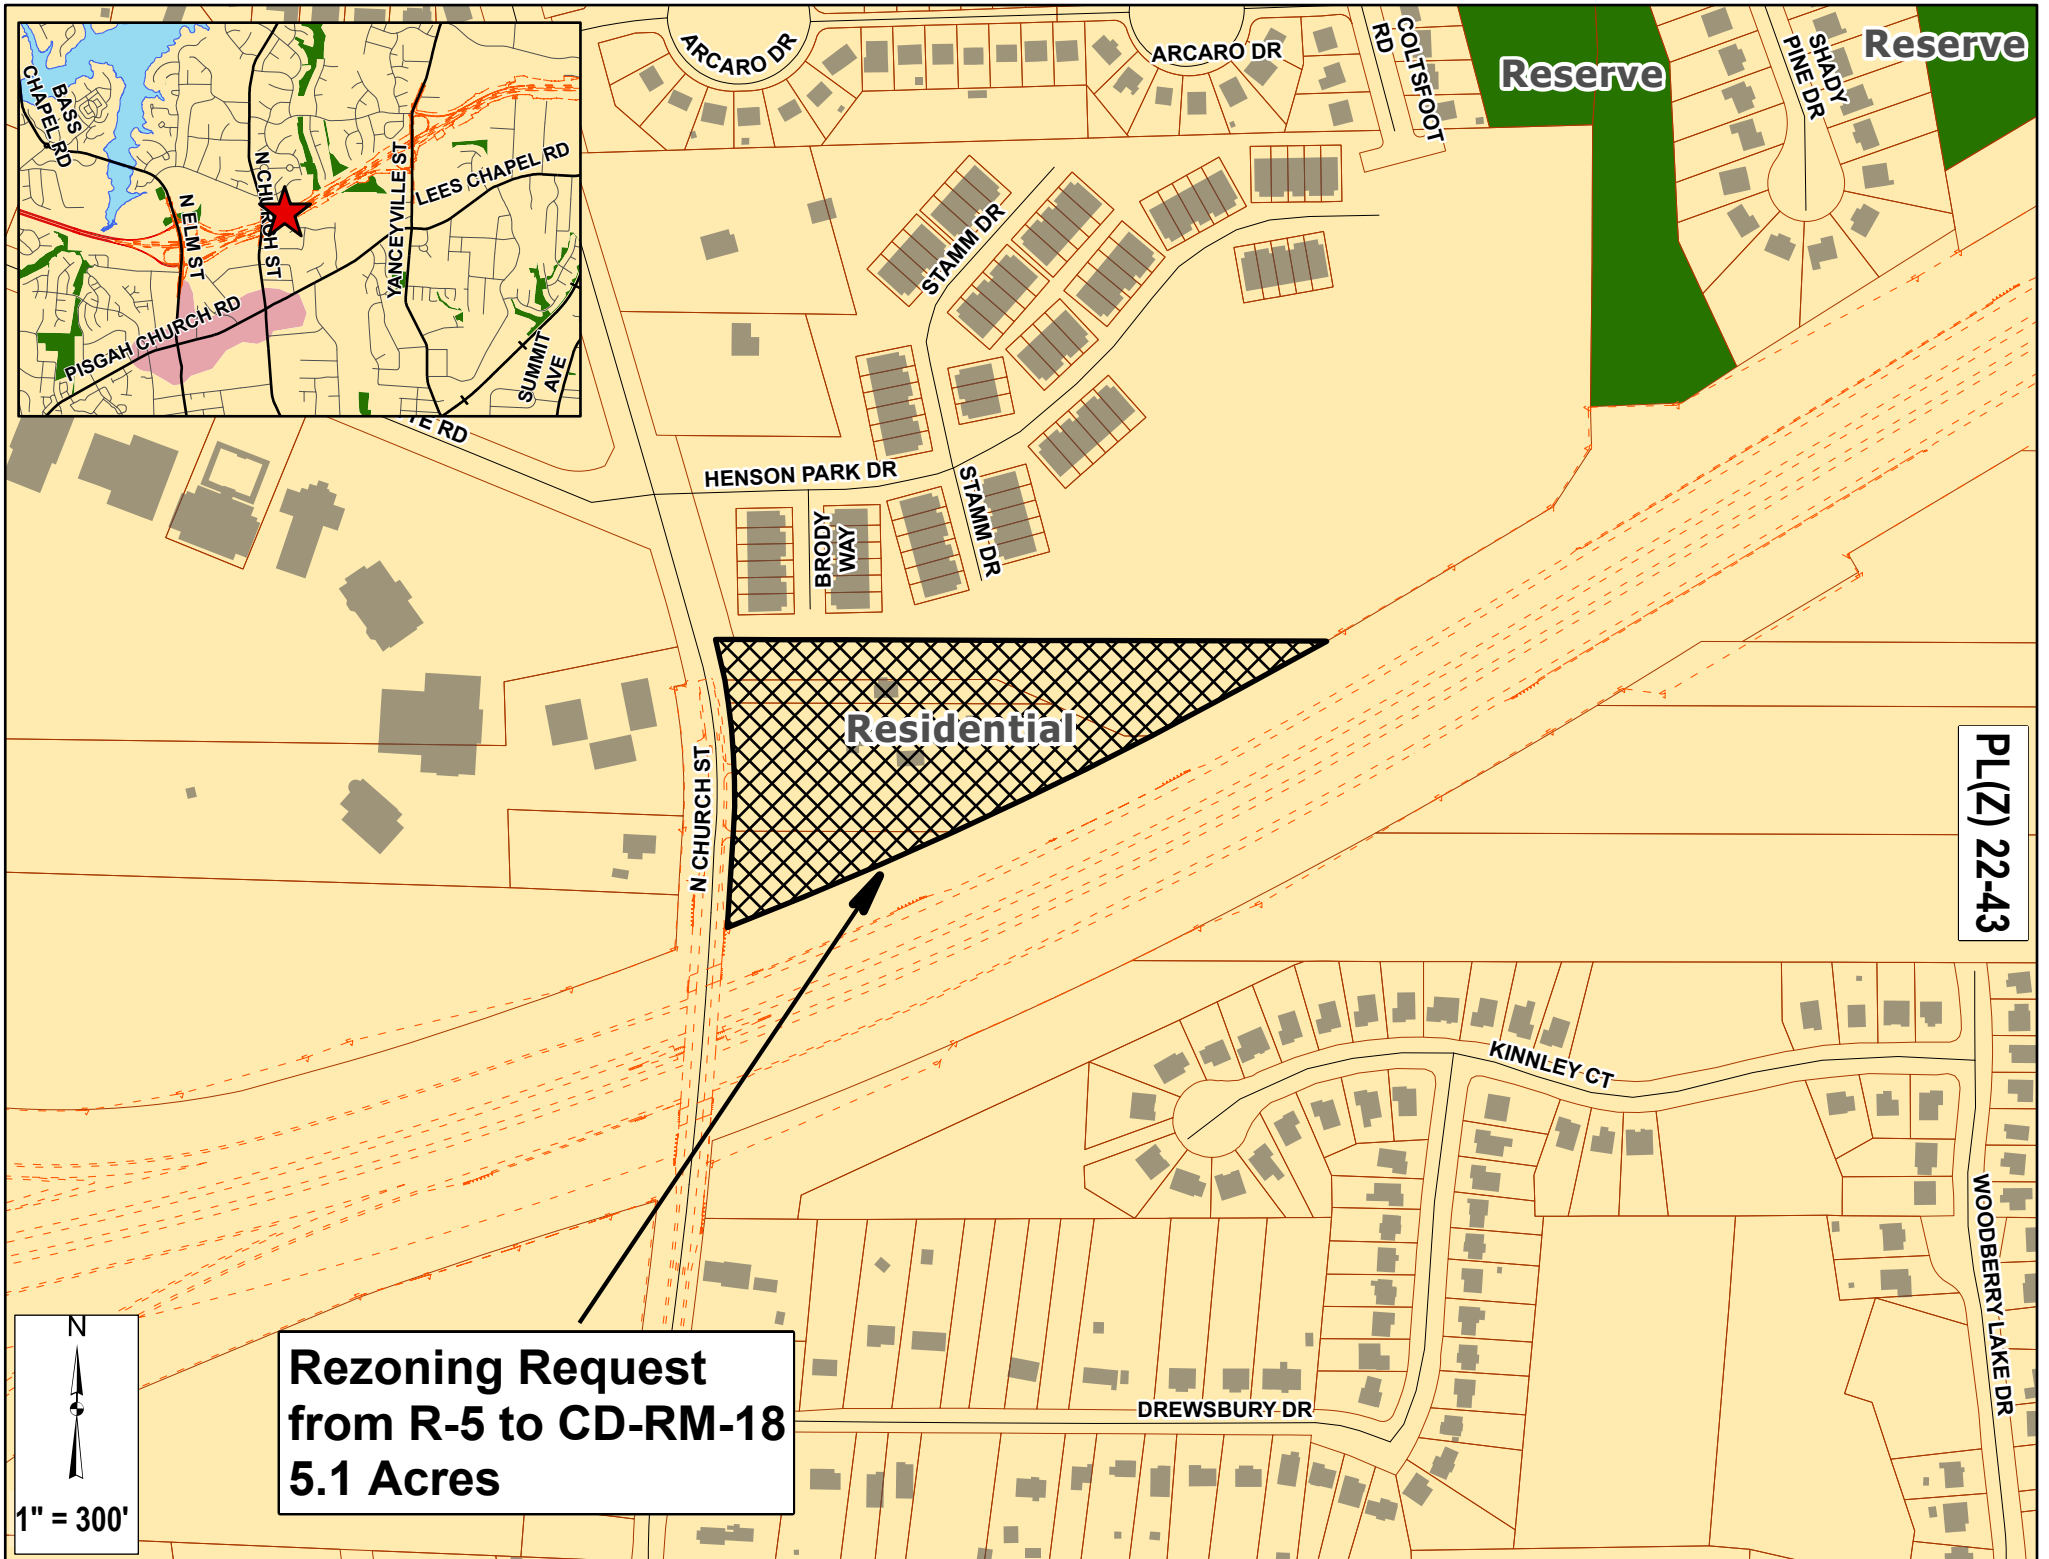 BASS
CHAPEL RD
N ELM ST
N CHURCH ST
YANCEYVILLE ST
LEES CHAPEL RD
PISGAH CHURCH RD
SUMMIT
AVE
ARCARO DR
ARCARO DR
COLTSFOOT
RD
Reserve
SHADY
PINE DR
Reserve
STAMM DR
HENSON PARK DR
BRODY
WAY
STAMM DR
Residential
N CHURCH ST
PL(Z) 22-43
KINNLEY CT
WOODBERRY LAKE DR
DREWSBURY DR
N
1" = 300'
Rezoning Request
from R-5 to CD-RM-18
5.1 Acres